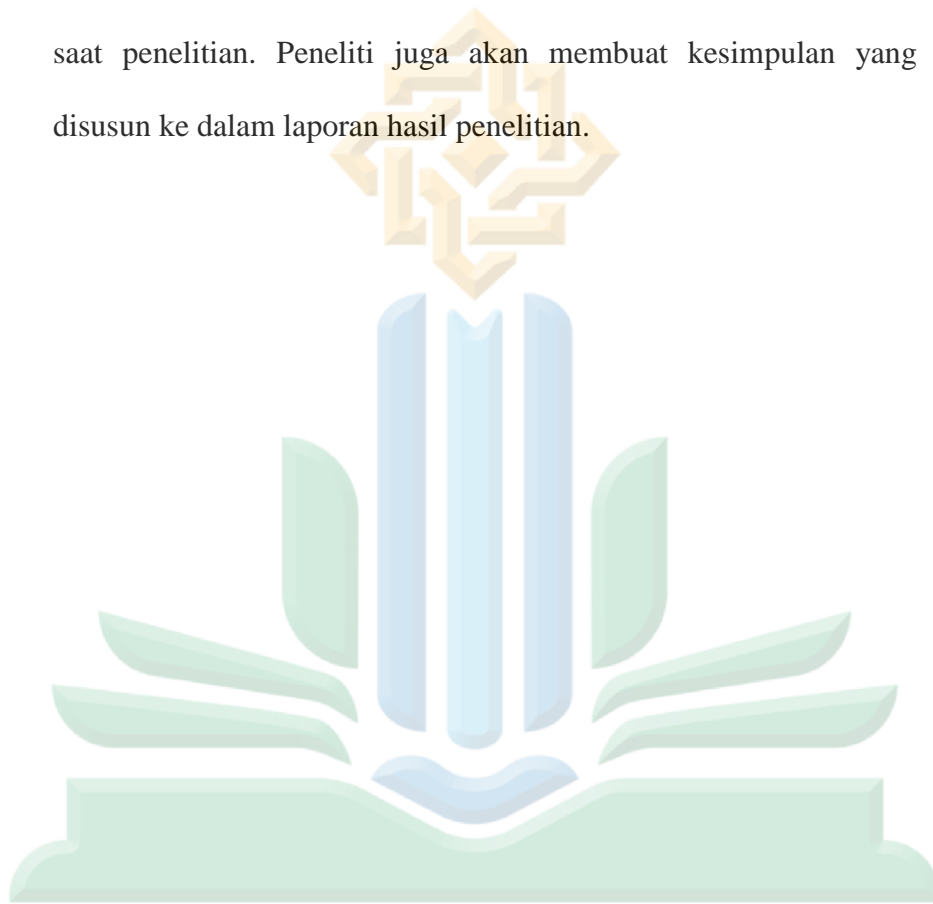 saat penelitian. Peneliti juga akan membuat kesimpulan yang
disusun ke dalam laporan hasil penelitian.